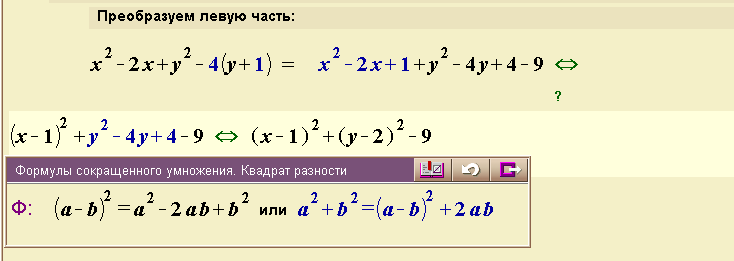 Преобразуем левую часть:
x² - 2x + y² - 4(y + 1) = x² - 2x + 1 + y² - 4y + 4 - 9 ⇔
?
(x - 1)² + y² - 4y + 4 - 9 ⇔ (x - 1)² + (y - 2)² - 9
Формулы сокращенного умножения. Квадрат разности
Ф: (a - b)² = a² - 2ab + b² или a² + b² = (a - b)² + 2ab